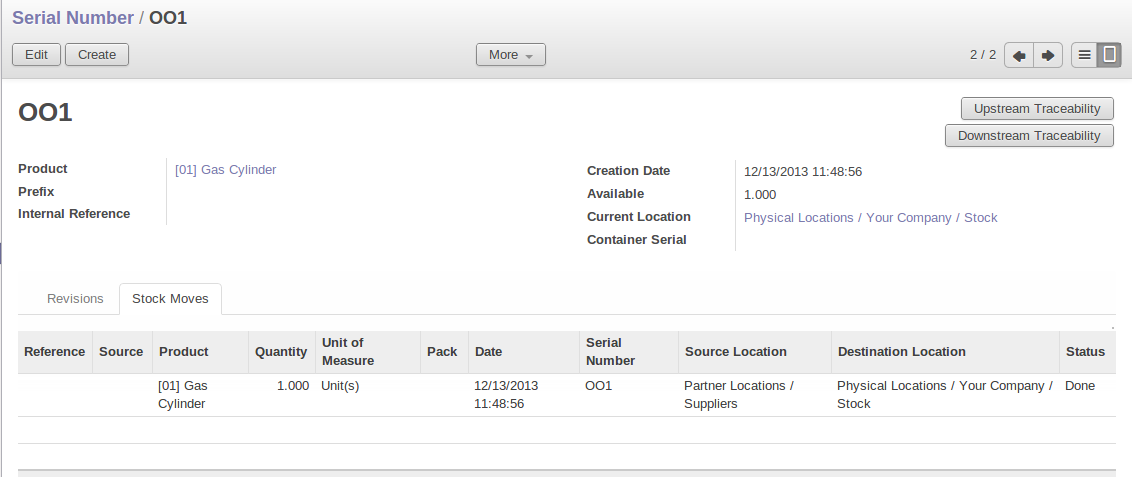 Serial Number / OO1
Edit Create More 2 / 2
OO1
Upstream Traceability
Downstream Traceability
Product [01] Gas Cylinder
Prefix
Internal Reference
Creation Date 12/13/2013 11:48:56
Available 1.000
Current Location Physical Locations / Your Company / Stock
Container Serial
Revisions Stock Moves
Reference Source Product Quantity Unit of Measure Pack Date Serial Number Source Location Destination Location Status
[01] Gas Cylinder 1.000 Unit(s) 12/13/2013 11:48:56 OO1 Partner Locations / Suppliers Physical Locations / Your Company / Stock Done